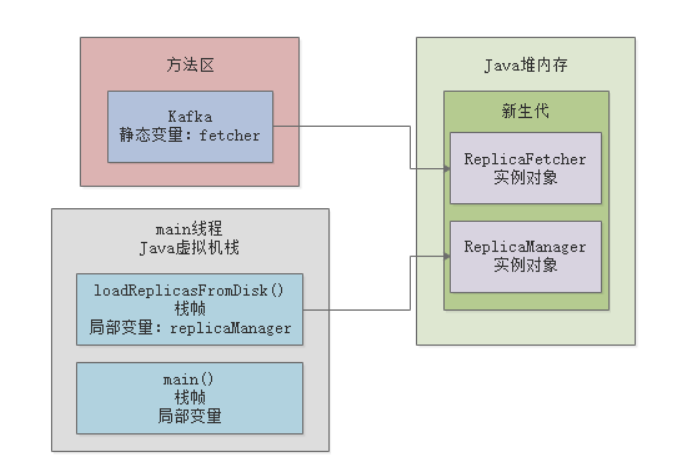 方法区
Kafka
静态变量：fetcher
main线程
Java虚拟机栈
loadReplicasFromDisk()
栈帧
局部变量：replicaManager
main()
栈帧
局部变量
Java堆内存
新生代
ReplicaFetcher
实例对象
ReplicaManager
实例对象